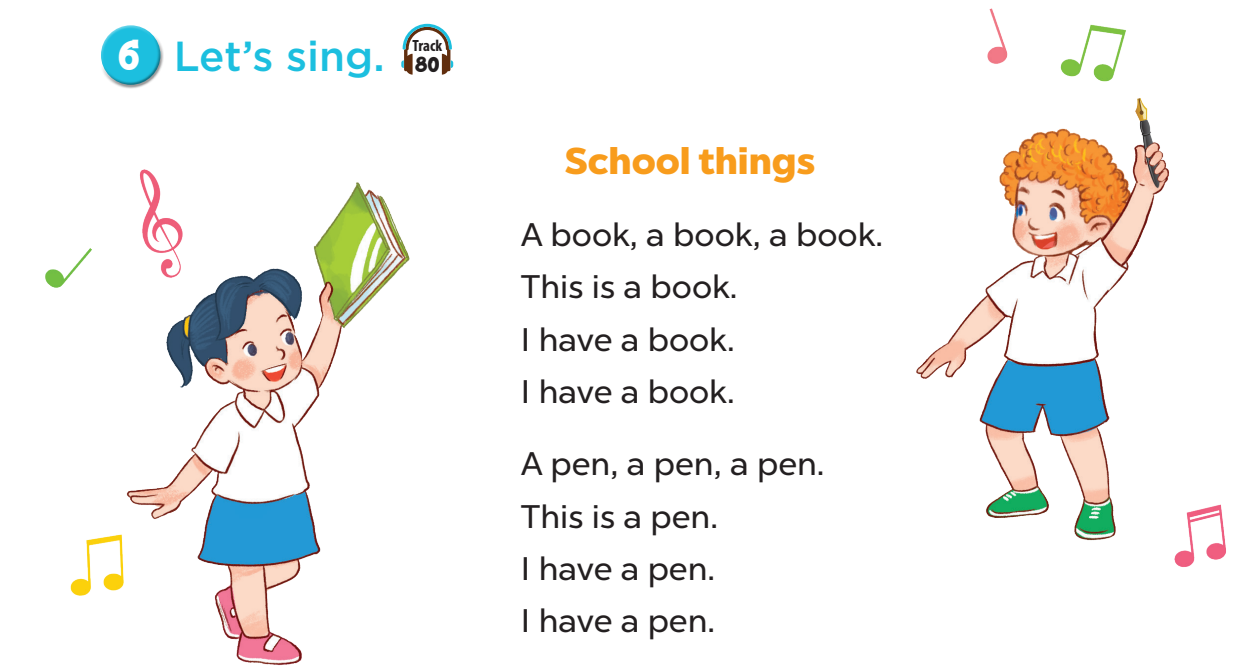 6 Let's sing. Track 80
School things
A book, a book, a book.
This is a book.
I have a book.
I have a book.
A pen, a pen, a pen.
This is a pen.
I have a pen.
I have a pen.